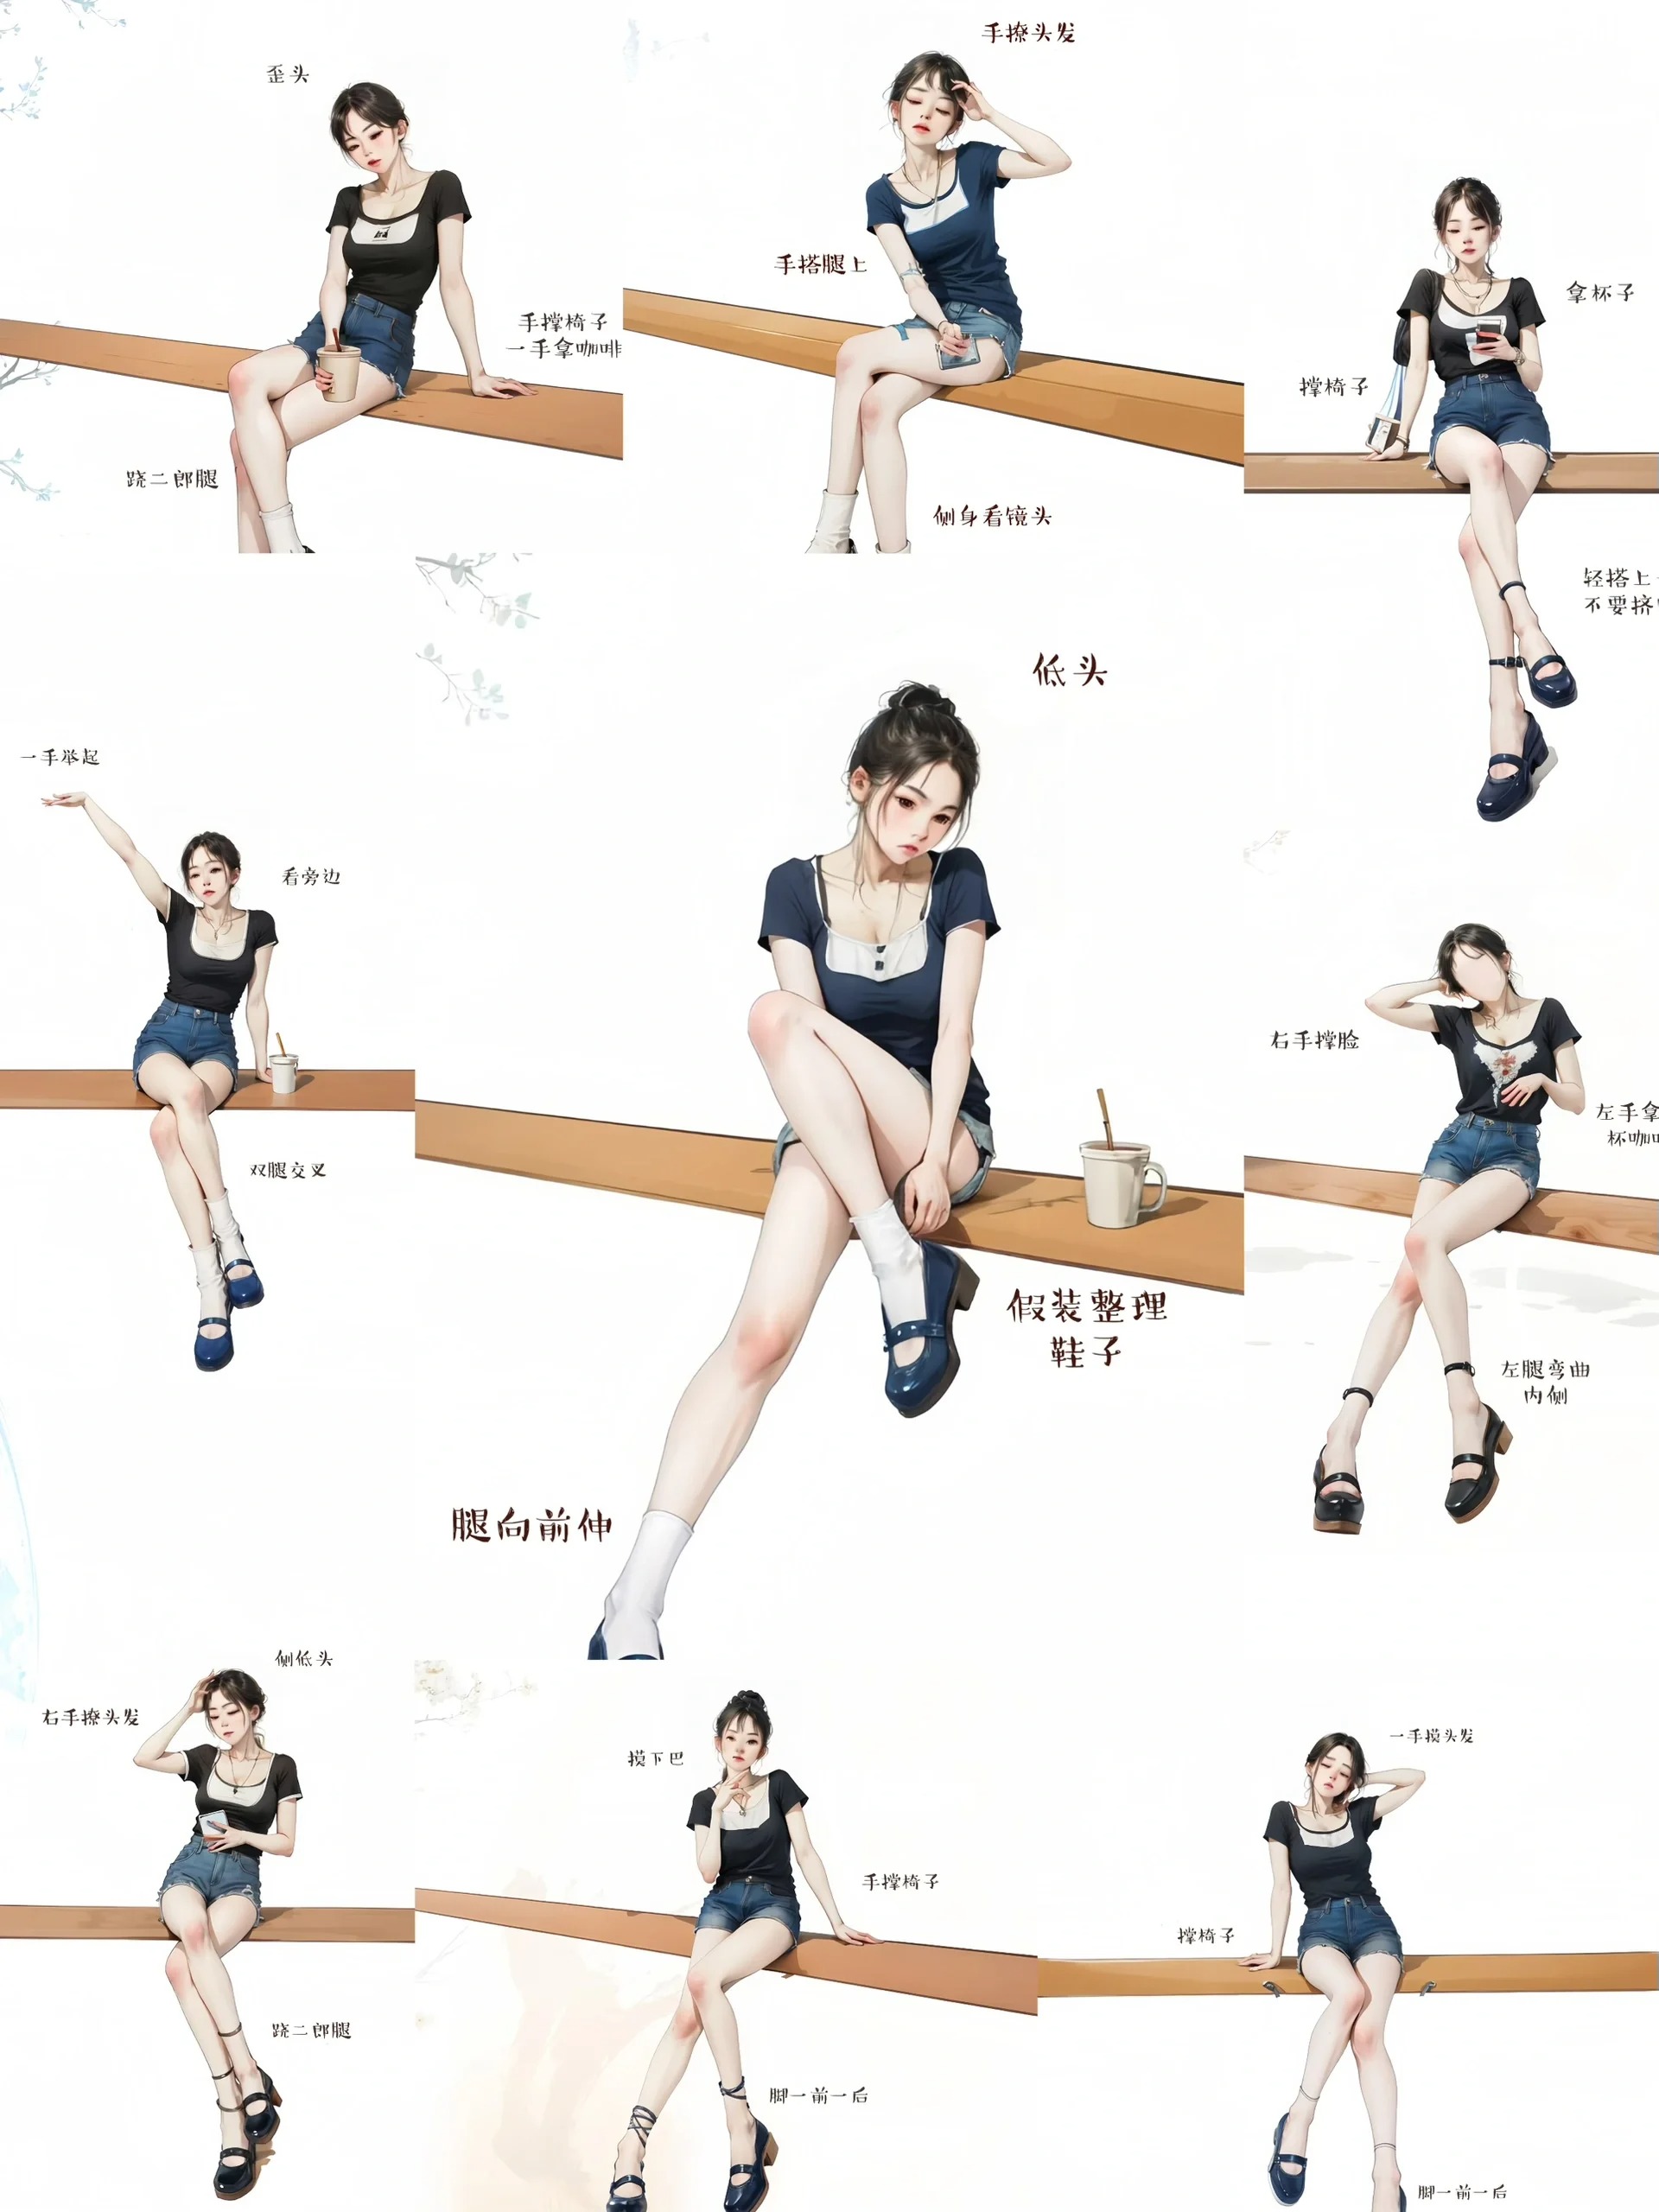 歪头
手撑椅子
一手拿咖啡
跷二郎腿
手撩头发
手搭腿上
侧身看镜头
拿杯子
撑椅子
轻搭上
不要挤
一手举起
看旁边
双腿交叉
低头
假装整理
鞋子
腿向前伸
右手撑脸
左手拿
杯咖
左腿弯曲
内侧
侧低头
右手撩头发
跷二郎腿
摸下巴
手撑椅子
脚一前一后
一手摸头发
撑椅子
脚一前一后